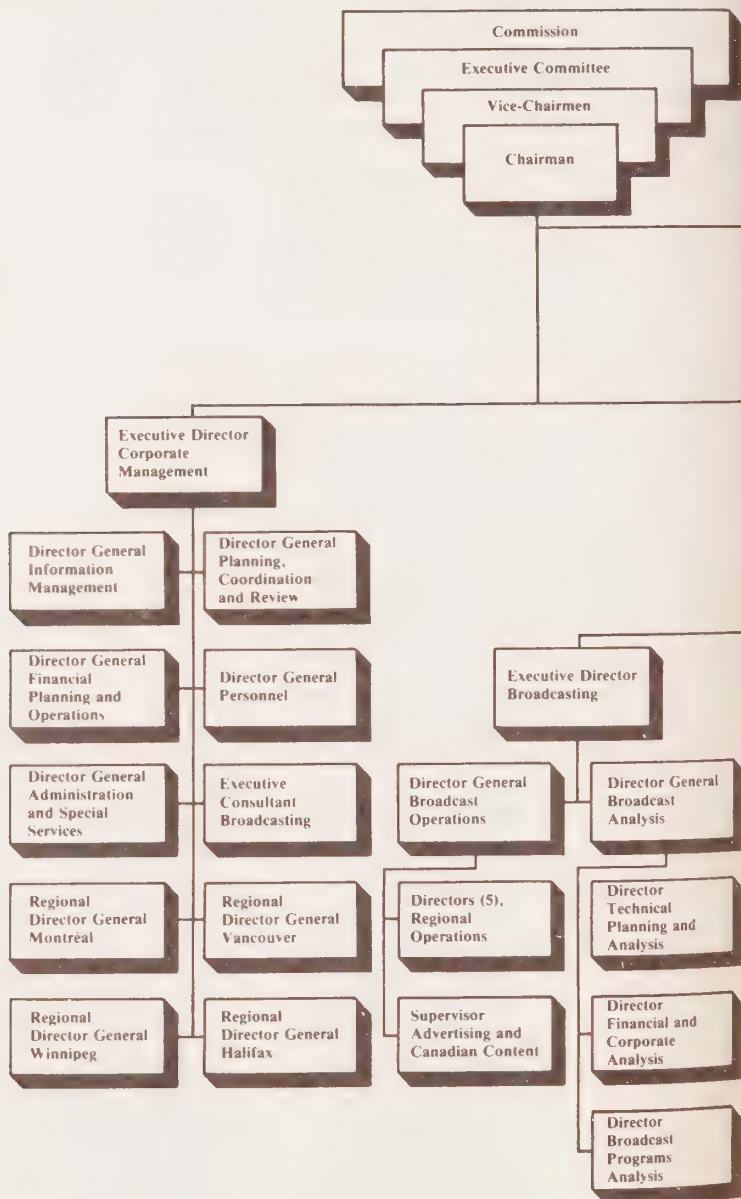 Commission
Executive Committee
Vice-Chairmen
Chairman
Executive Director
Corporate
Management
Director General
Information
Management
Director General
Planning,
Coordination
and Review
Director General
Financial
Planning and
Operations
Director General
Personnel
Director General
Administration
and Special
Services
Executive
Consultant
Broadcasting
Regional
Director General
Montréal
Regional
Director General
Vancouver
Regional
Director General
Winnipeg
Regional
Director General
Halifax
Executive Director
Broadcasting
Director General
Broadcast
Operations
Director General
Broadcast
Analysis
Directors (5),
Regional
Operations
Supervisor
Advertising and
Canadian Content
Director
Technical
Planning and
Analysis
Director
Financial and
Corporate
Analysis
Director
Broadcast
Programs
Analysis